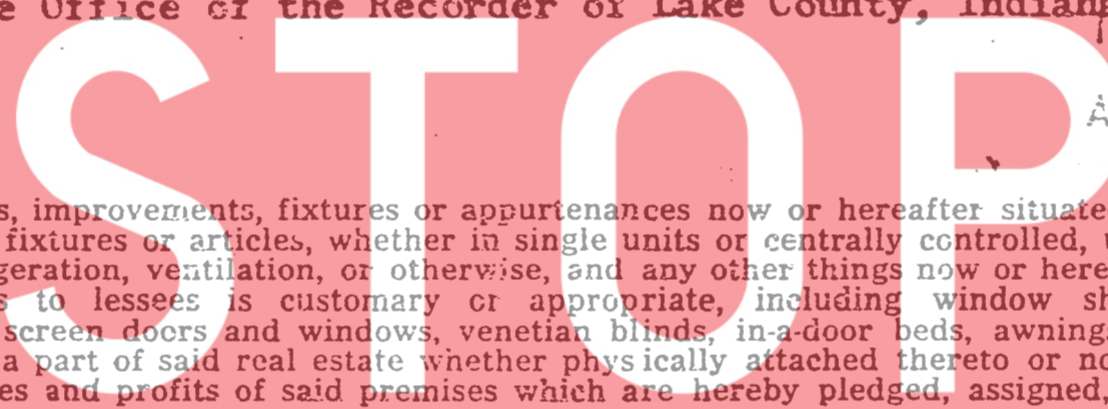 Office of the Recorder of Lake County, Indiana
STOP
s, improvements, fixtures or appurtenances now or hereafter situate
fixtures or articles, whether in single units or centrally controlled,
geration, ventilation, or otherwise, and any other things now or here
s to lessees is customary or appropriate, including window sh
screen doors and windows, venetian blinds, in-a-door beds, awning
a part of said real estate whether physically attached thereto or no
es and profits of said premises which are hereby pledged, assigned,